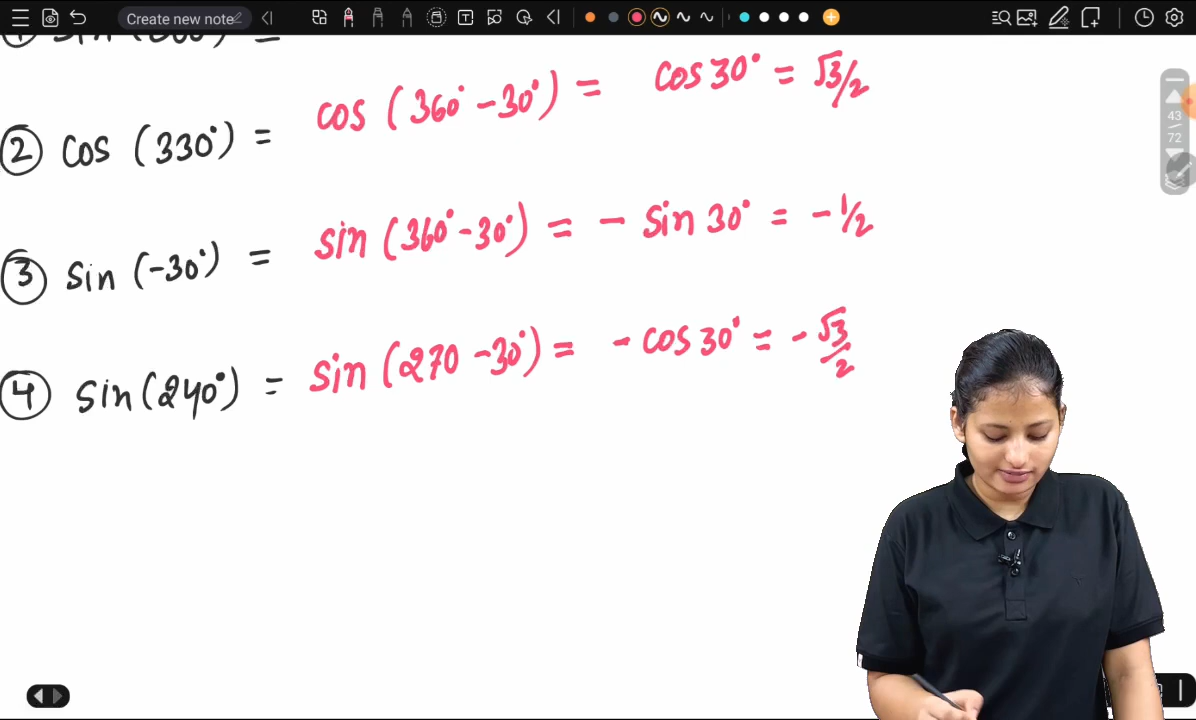 Create new note
43
72
② cos (330°) = cos (360° - 30°) = cos 30° = √3/2
③ sin (-30°) = sin (360° - 30°) = - sin 30° = - 1/2
④ sin (240°) = sin (270 - 30°) = - cos 30° = - √3/2